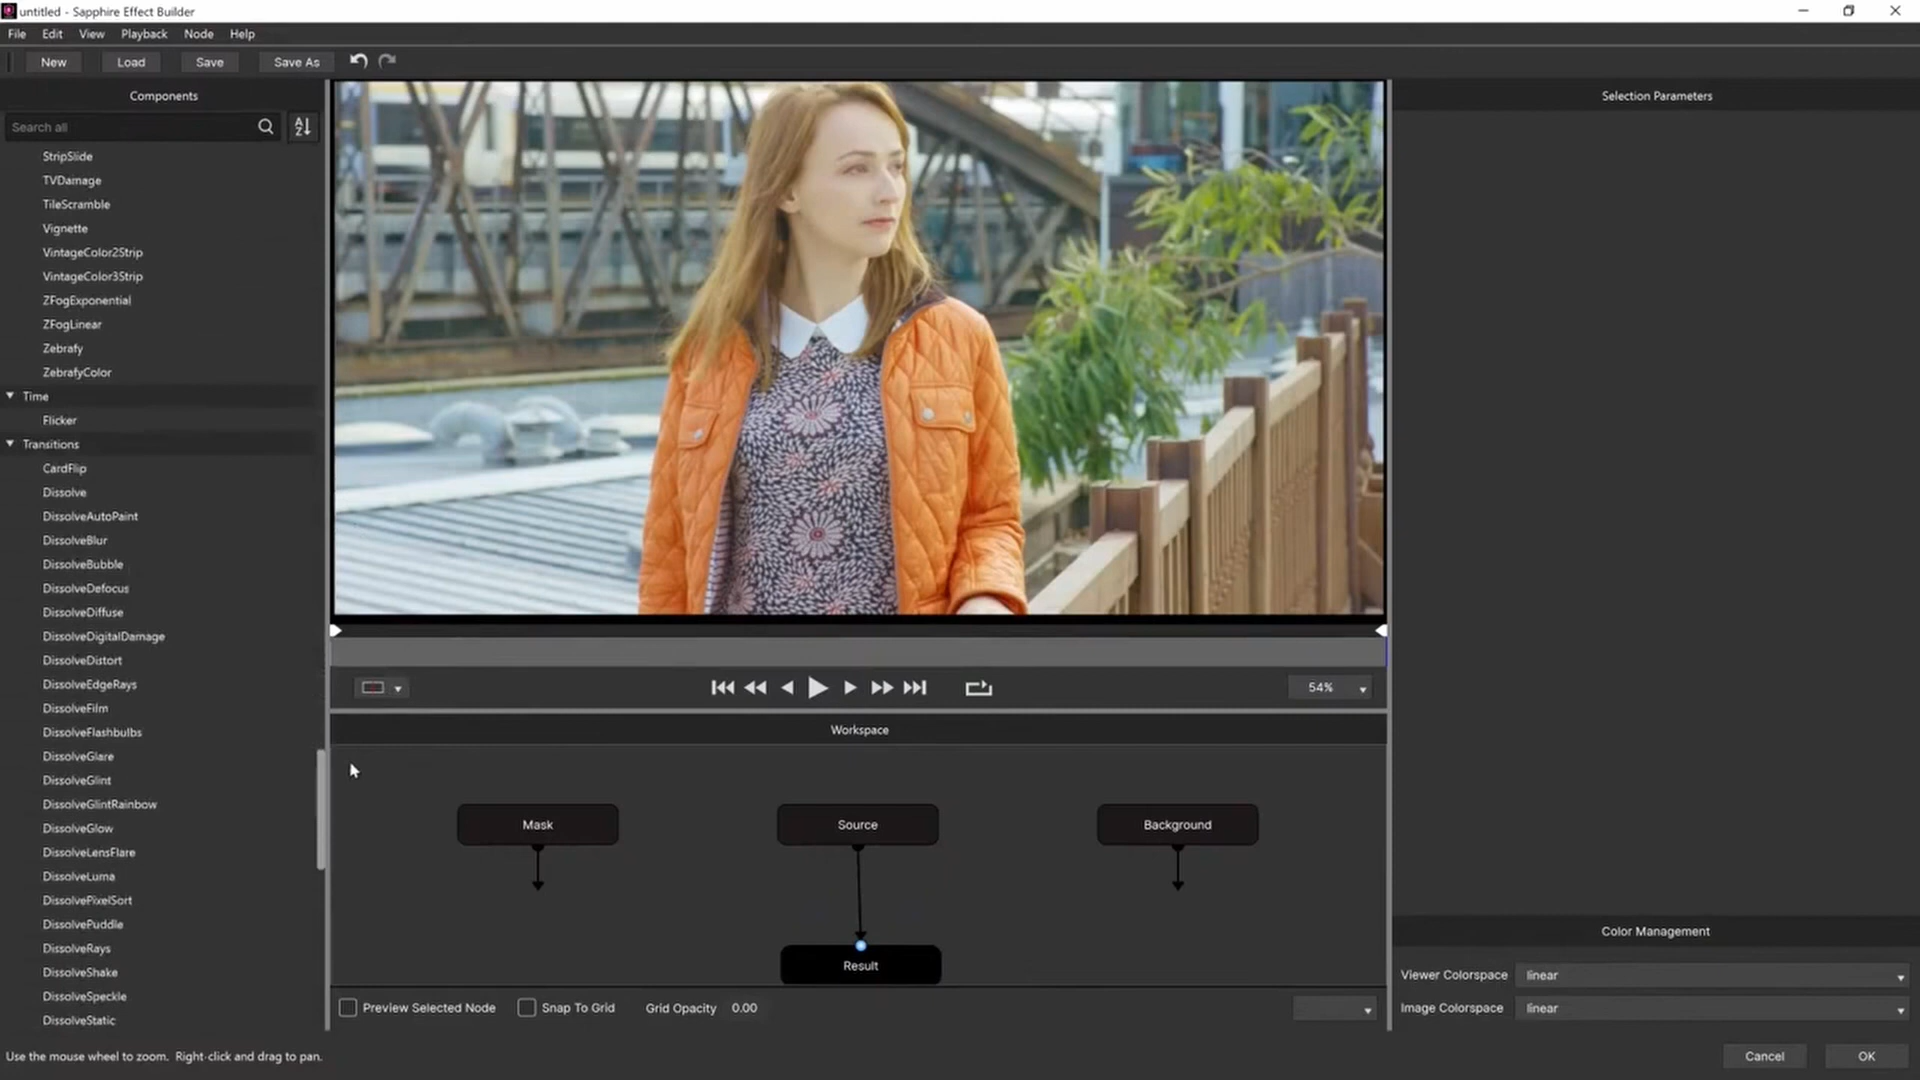 untitled - Sapphire Effect Builder
File Edit View Playback Node Help
New Load Save Save As
Components
Search all
StripSlide
TVDamage
TileScramble
Vignette
VintageColor2Strip
VintageColor3Strip
ZFogExponential
ZFogLinear
Zebrafy
ZebrafyColor
Time
Flicker
Transitions
CardFlip
Dissolve
DissolveAutoPaint
DissolveBlur
DissolveBubble
DissolveDefocus
DissolveDiffuse
DissolveDigitalDamage
DissolveDistort
DissolveEdgeRays
DissolveFilm
DissolveFlashbulbs
DissolveGlare
DissolveGlint
DissolveGlintRainbow
DissolveGlow
DissolveLensFlare
DissolveLuma
DissolvePixelSort
DissolvePuddle
DissolveRays
DissolveShake
DissolveSpeckle
DissolveStatic
54%
Workspace
Mask Source Background
Result
Preview Selected Node Snap To Grid Grid Opacity 0.00
Selection Parameters
Color Management
Viewer Colorspace linear
Image Colorspace linear
Use the mouse wheel to zoom. Right-click and drag to pan.
Cancel OK